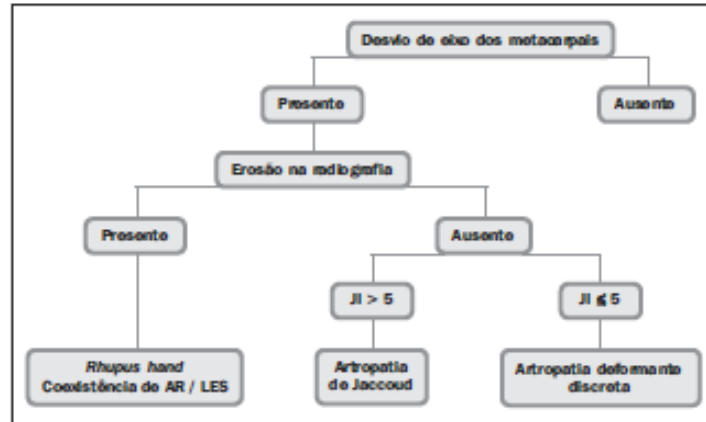 Desvio de eixo dos metacarpais
Presente
Ausente
Erosão na radiografia
Presente
Ausente
JI > 5
JI ≤ 5
Rhupus hand
Coexistência de AR / LES
Artropatia
de Jaccoud
Artropatia deformante
discreta